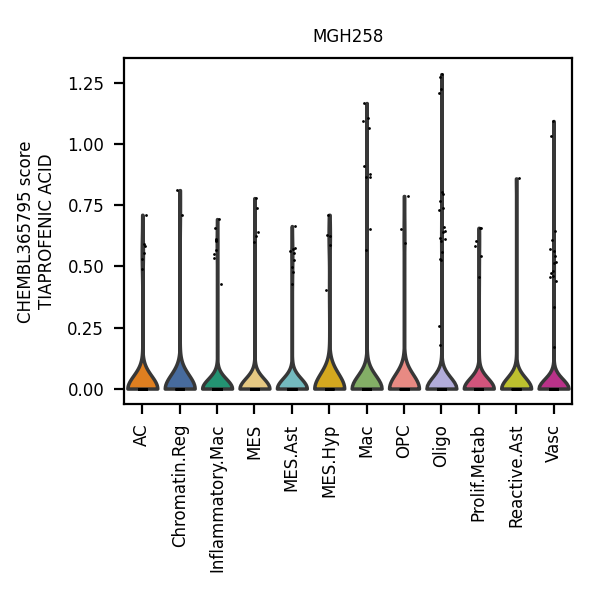 MGH258
CHEMBL365795 score
TIAPROFENIC ACID
1.25
1.00
0.75
0.50
0.25
0.00
AC
Chromatin.Reg
Inflammatory.Mac
MES
MES.Ast
MES.Hyp
Mac
OPC
Oligo
Prolif.Metab
Reactive.Ast
Vasc